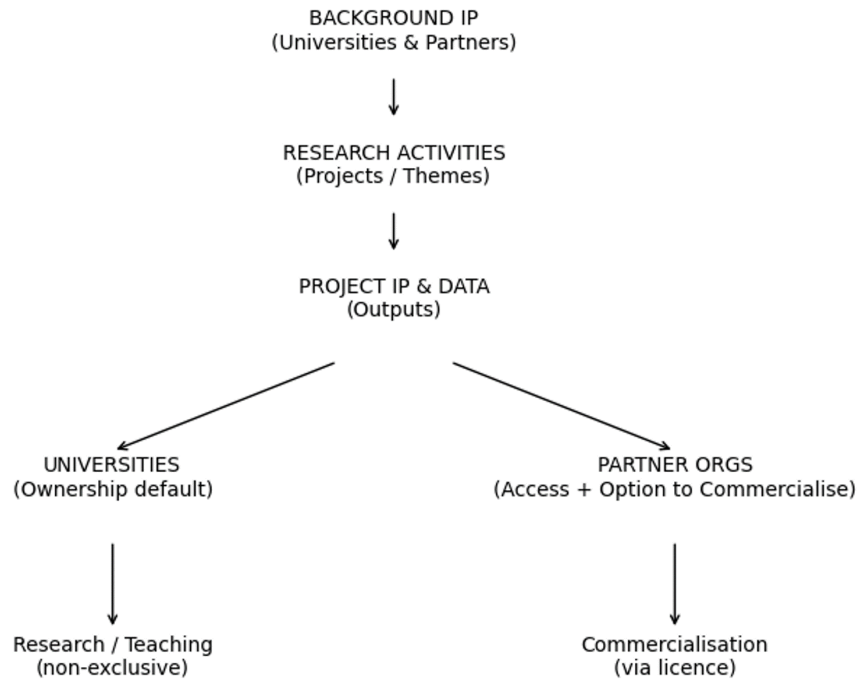 BACKGROUND IP
(Universities & Partners)
RESEARCH ACTIVITIES
(Projects / Themes)
PROJECT IP & DATA
(Outputs)
UNIVERSITIES
(Ownership default)
PARTNER ORGS
(Access + Option to Commercialise)
Research / Teaching
(non-exclusive)
Commercialisation
(via licence)